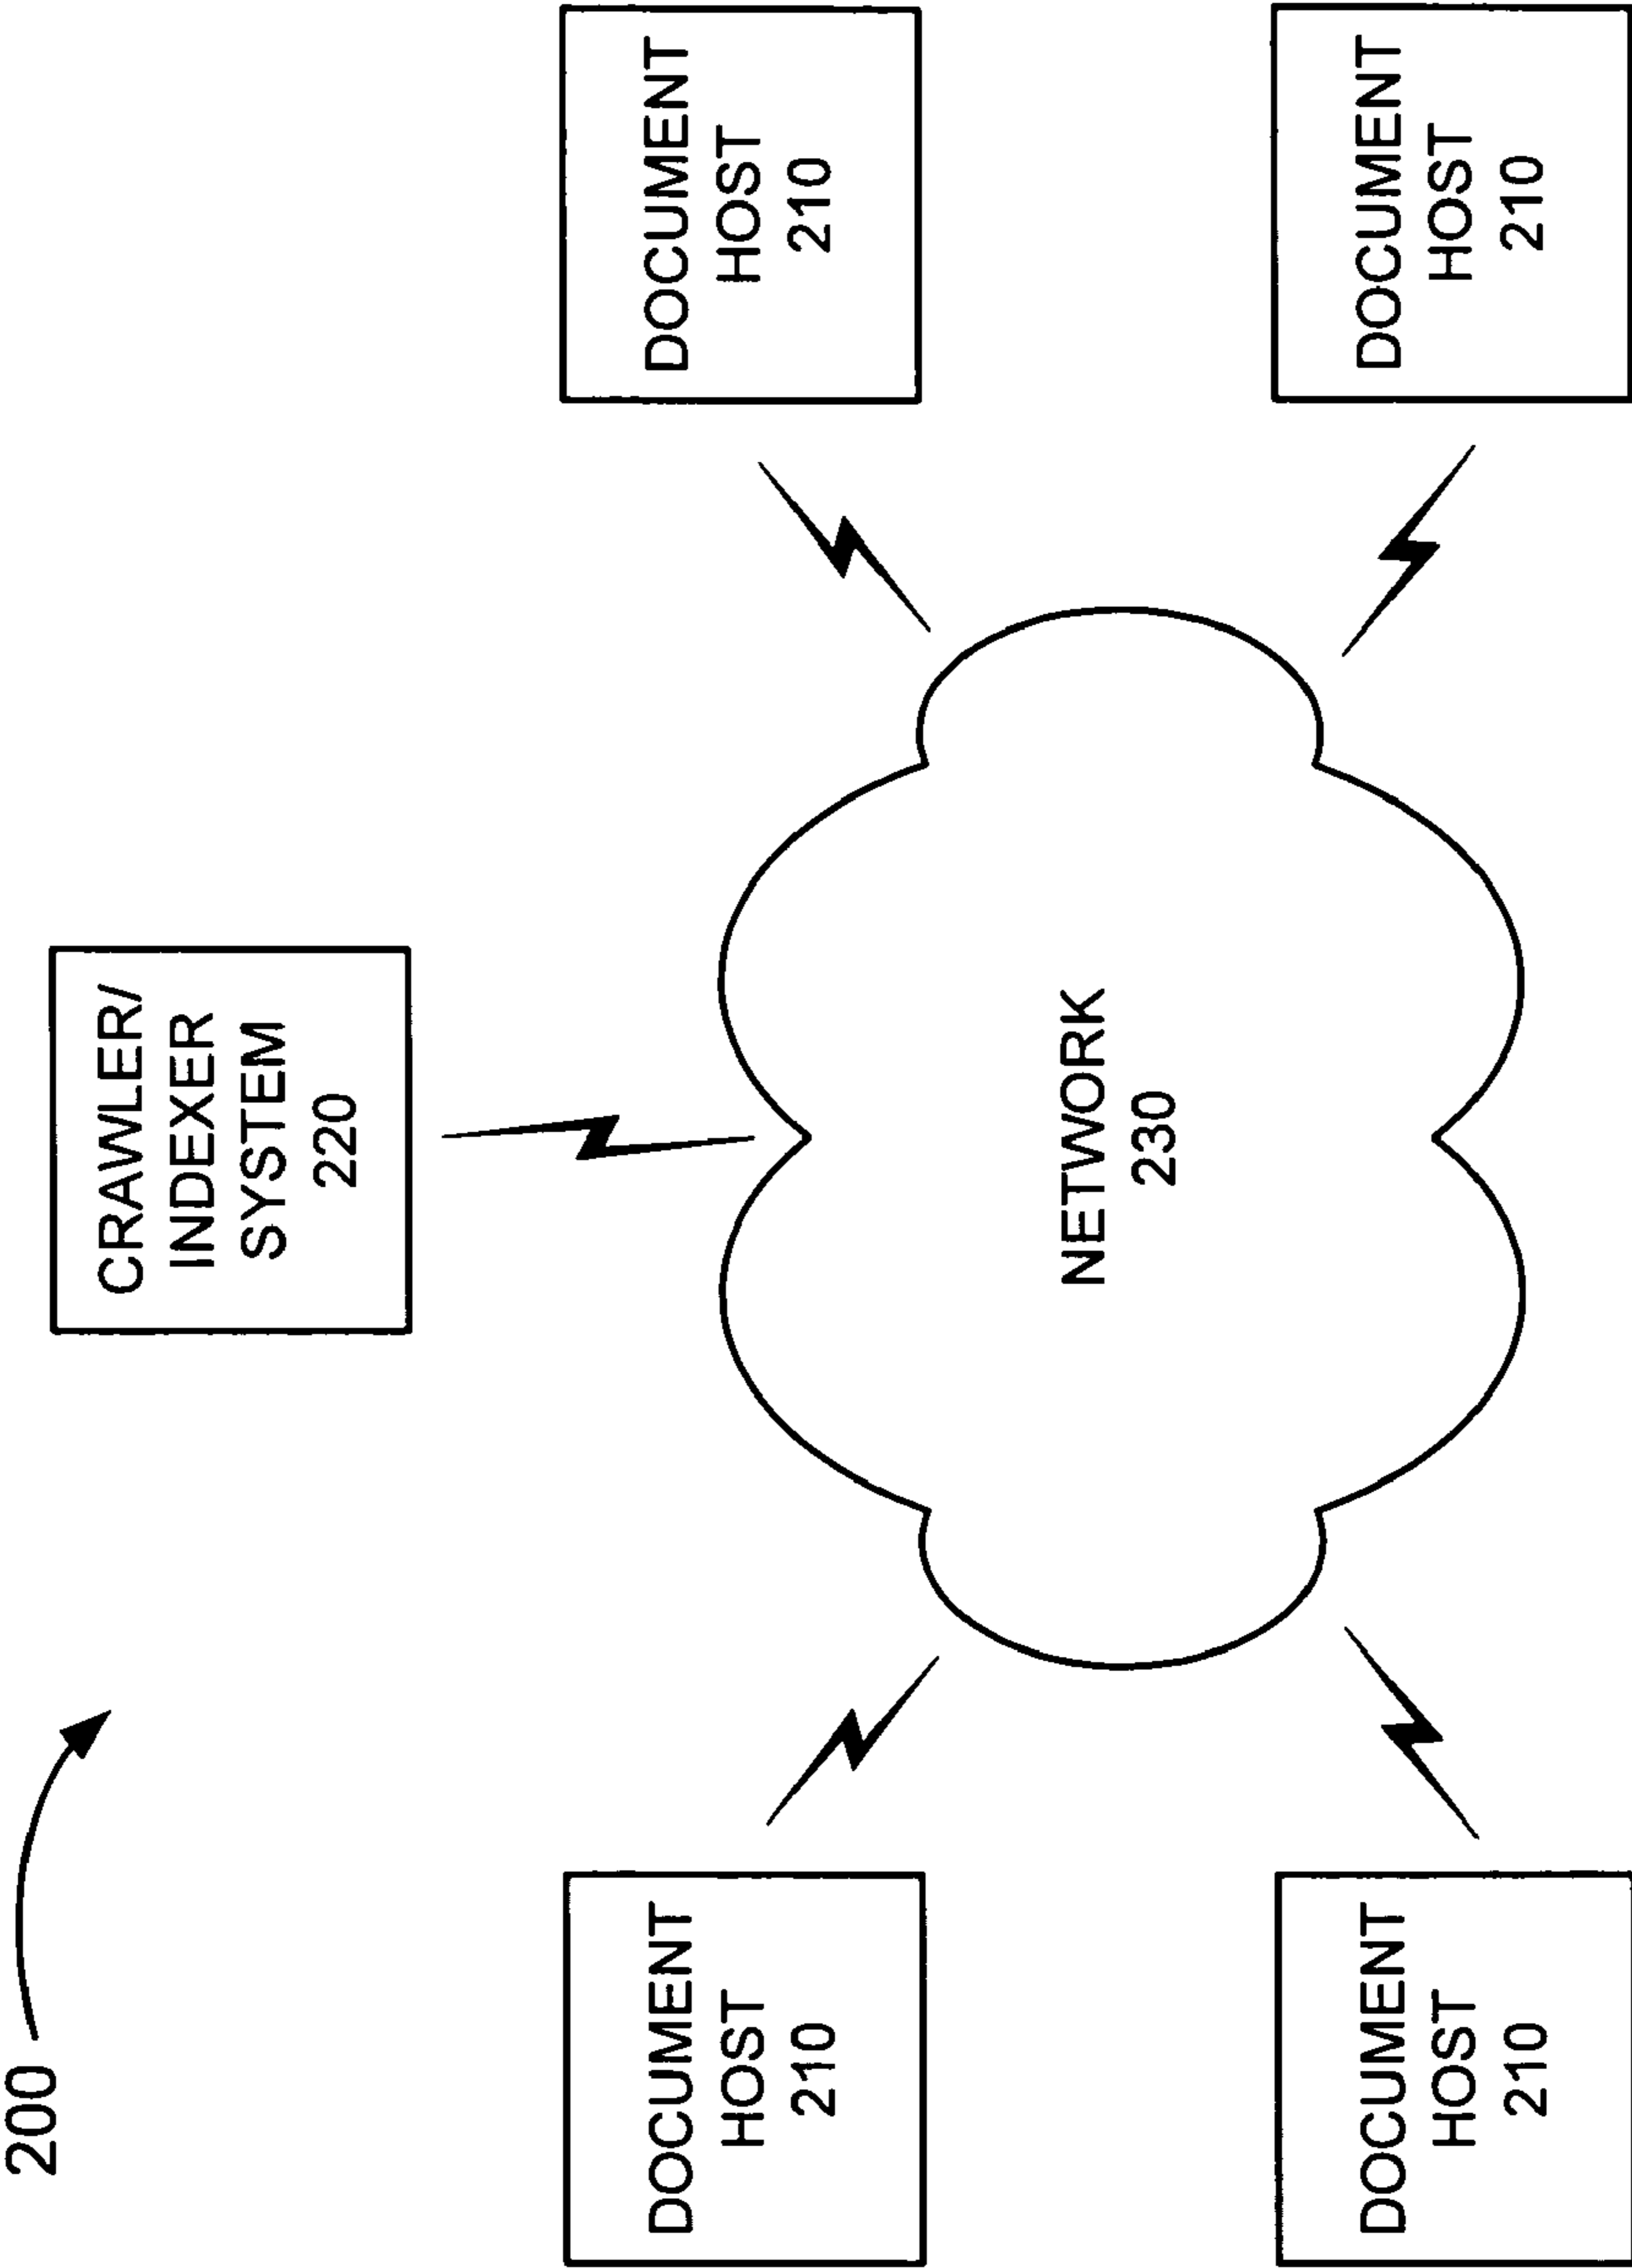 200
CRAWLER/
INDEXER
SYSTEM
220
DOCUMENT
HOST
210
DOCUMENT
HOST
210
NETWORK
230
DOCUMENT
HOST
210
DOCUMENT
HOST
210